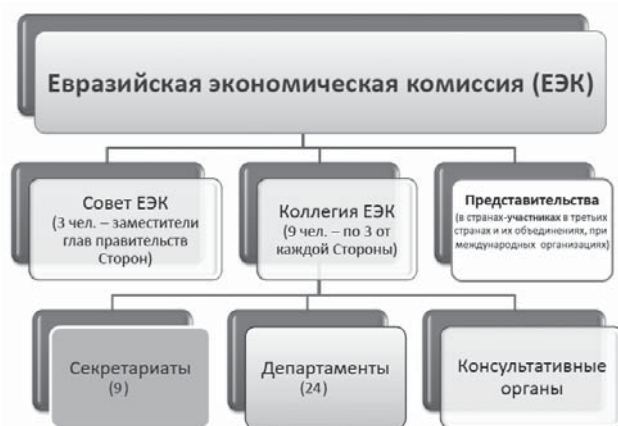 Евразийская экономическая комиссия (ЕЭК)
Совет ЕЭК
(3 чел. – заместители
глав правительств
Сторон)
Коллегия ЕЭК
(9 чел. – по 3 от
каждой Стороны)
Представительства
(в странах-участниках в третьих
странах и их объединениях, при
международных организациях)
Секретариаты
(9)
Департаменты
(24)
Консультативные
органы